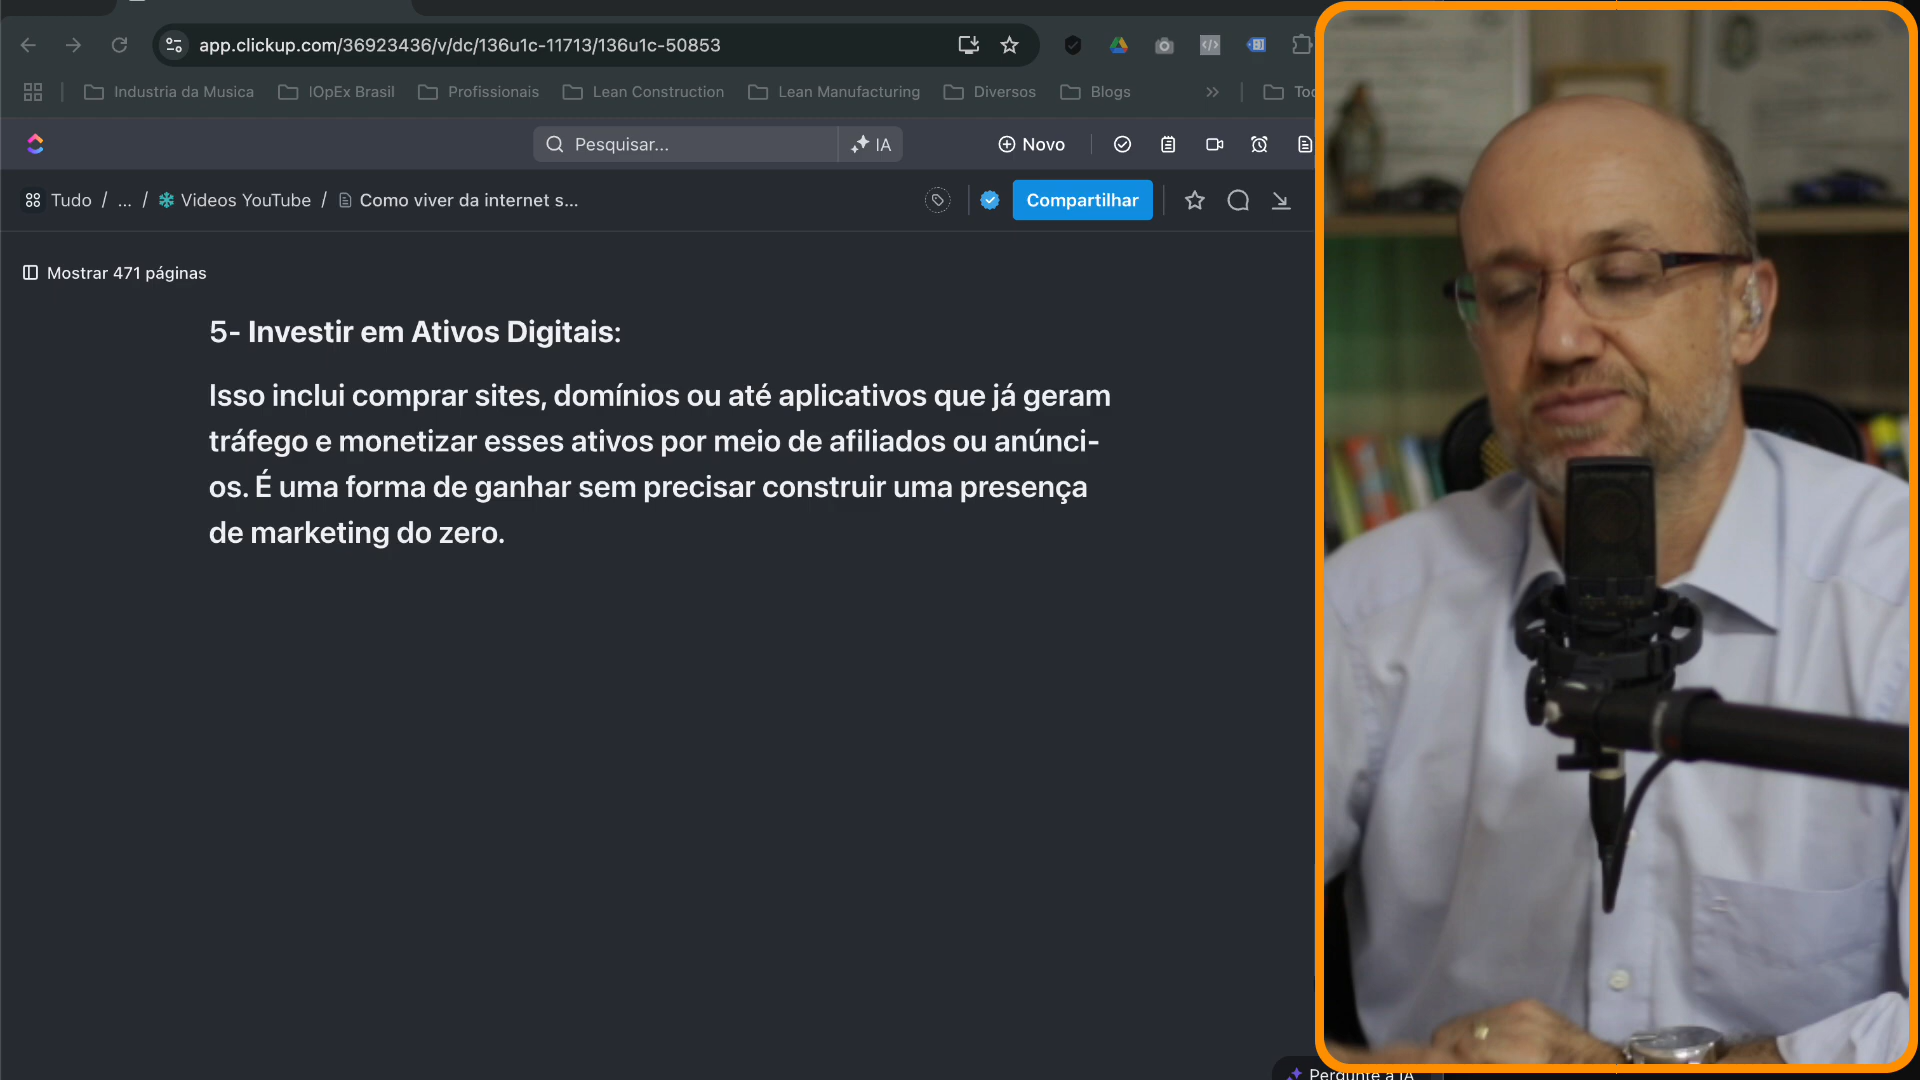 app.clickup.com/36923436/v/dc/136u1c-11713/136u1c-50853
Industria da Musica
IOpEx Brasil
Profissionais
Lean Construction
Lean Manufacturing
Diversos
Blogs
Pesquisar...
IA
Novo
Tudo / ... / Videos YouTube / Como viver da internet s...
Compartilhar
Mostrar 471 páginas
5- Investir em Ativos Digitais:
Isso inclui comprar sites, domínios ou até aplicativos que já geram
tráfego e monetizar esses ativos por meio de afiliados ou anúnci-
os. É uma forma de ganhar sem precisar construir uma presença
de marketing do zero.
Pergunte à IA